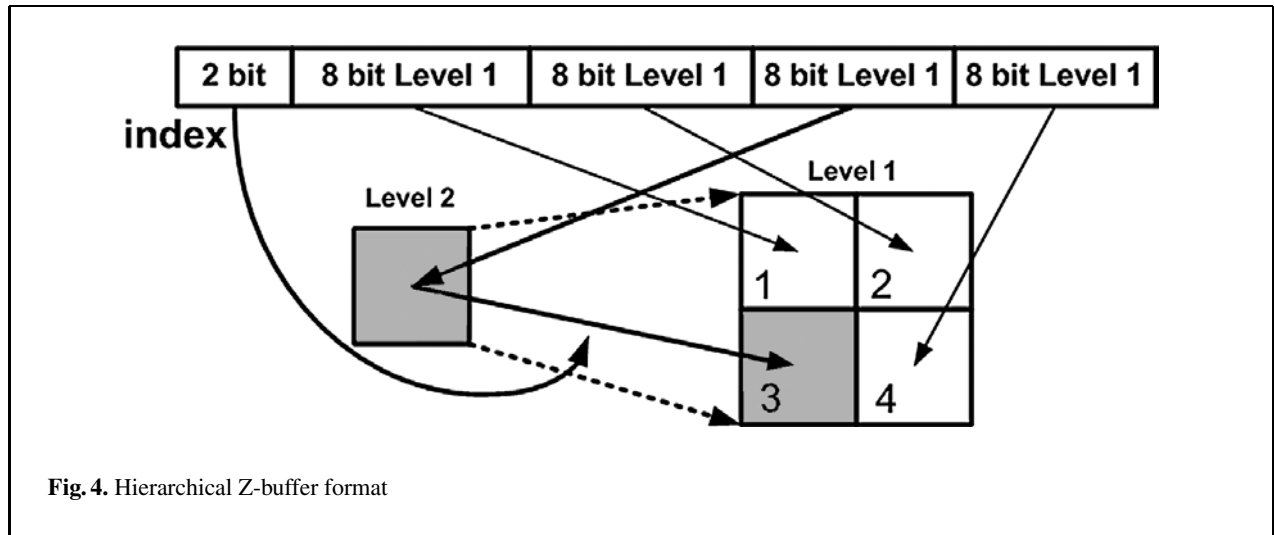 2 bit 8 bit Level 1 8 bit Level 1 8 bit Level 1 8 bit Level 1
index
Level 1
Level 2
1 2
3 4
Fig. 4. Hierarchical Z-buffer format